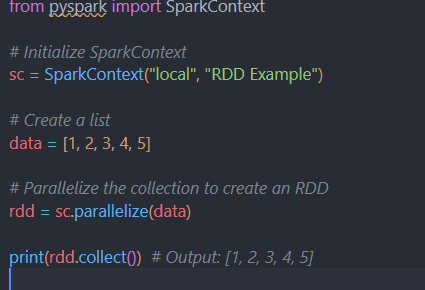 from pyspark import SparkContext
# Initialize SparkContext
sc = SparkContext("local", "RDD Example")
# Create a list
data = [1, 2, 3, 4, 5]
# Parallelize the collection to create an RDD
rdd = sc.parallelize(data)
print(rdd.collect())  # Output: [1, 2, 3, 4, 5]